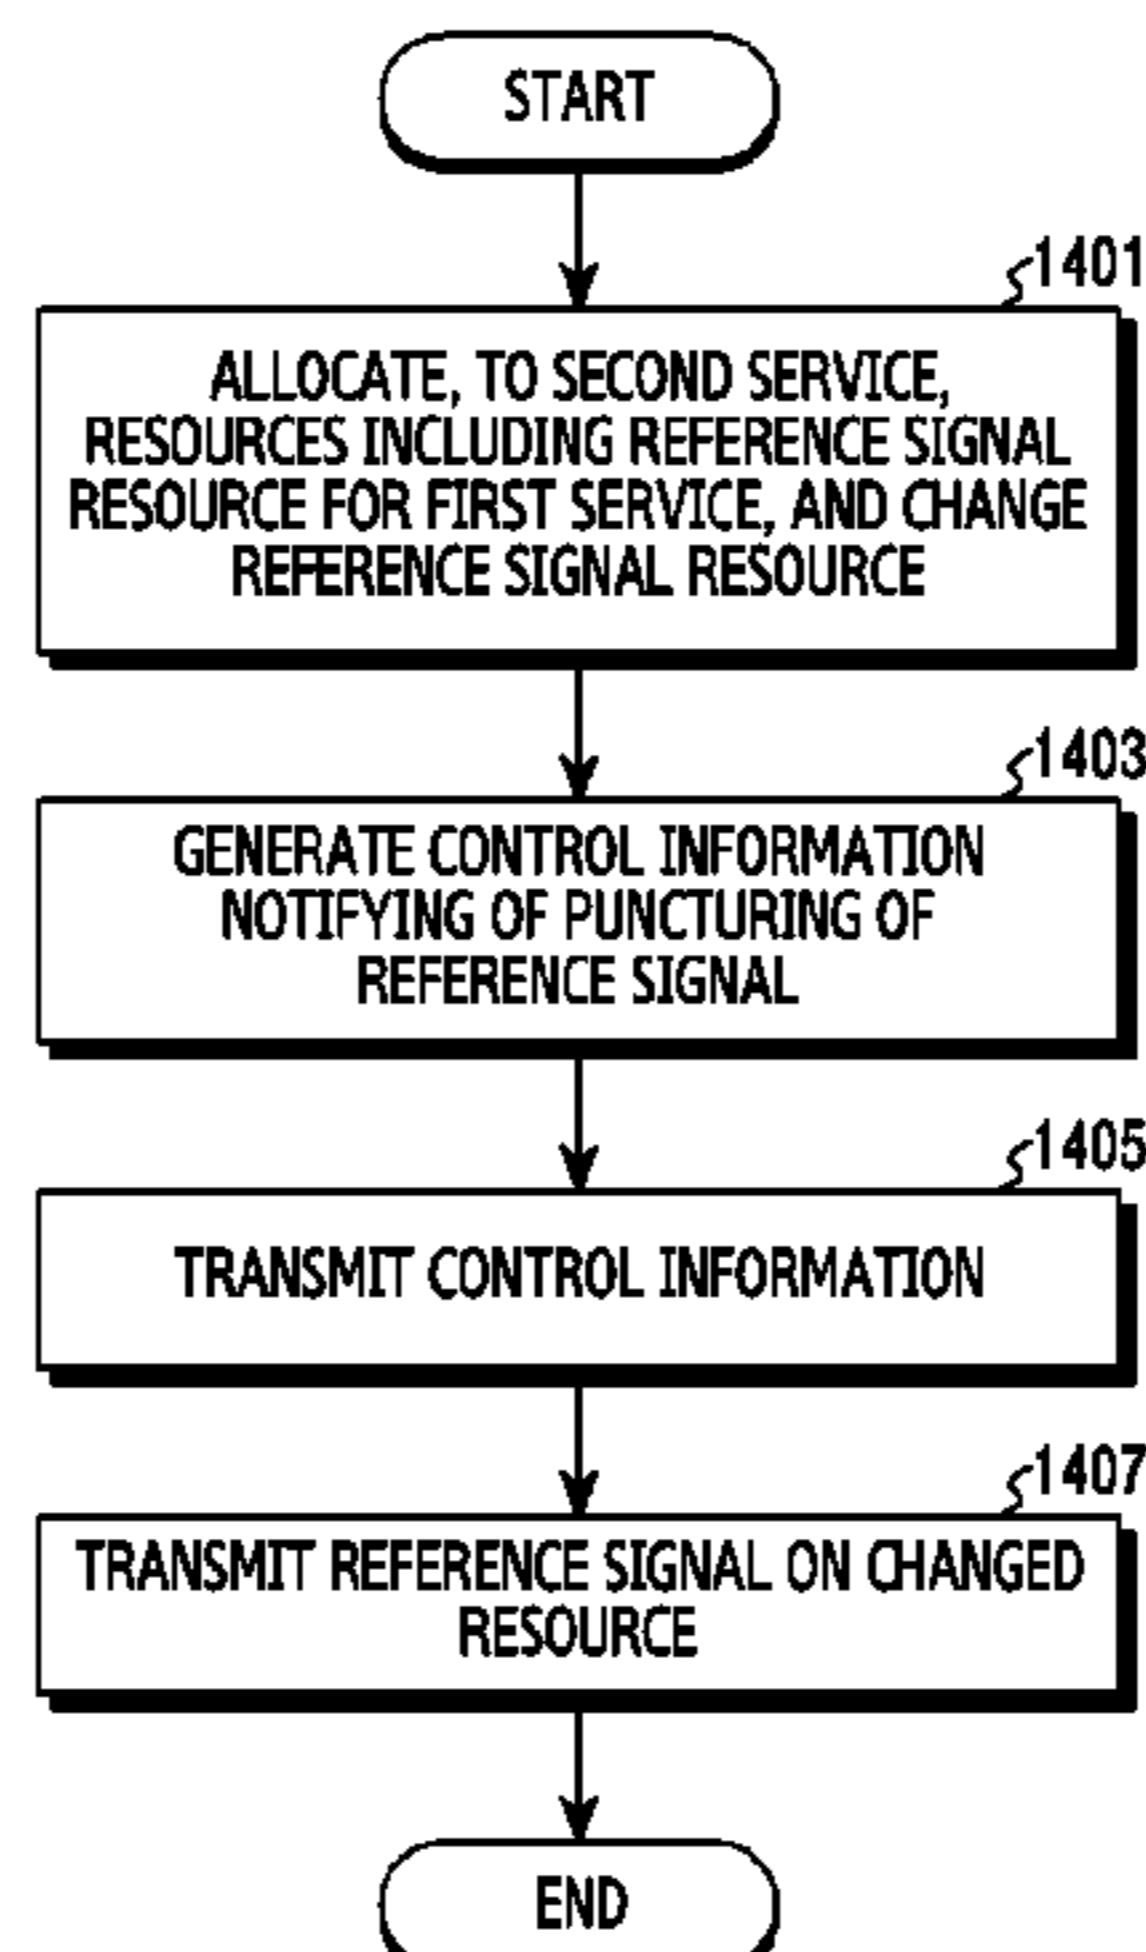 START
1401
ALLOCATE, TO SECOND SERVICE,
RESOURCES INCLUDING REFERENCE SIGNAL
RESOURCE FOR FIRST SERVICE, AND CHANGE
REFERENCE SIGNAL RESOURCE
1403
GENERATE CONTROL INFORMATION
NOTIFYING OF PUNCTURING OF
REFERENCE SIGNAL
1405
TRANSMIT CONTROL INFORMATION
1407
TRANSMIT REFERENCE SIGNAL ON CHANGED
RESOURCE
END